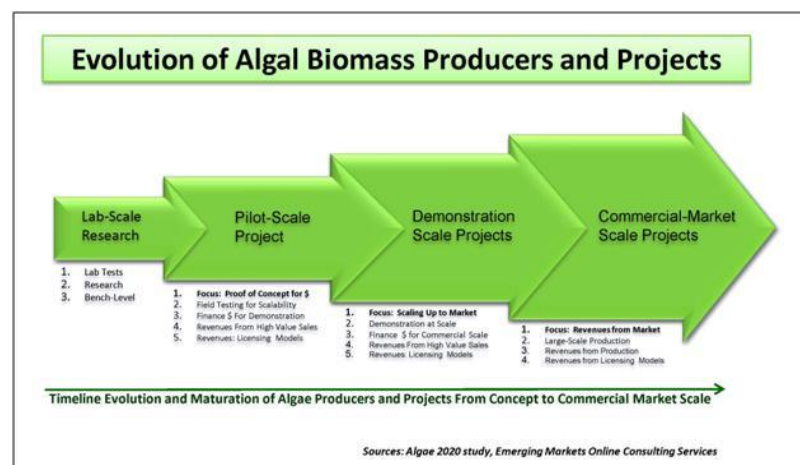 Evolution of Algal Biomass Producers and Projects
Lab-Scale
Research
1. Lab Tests
2. Research
3. Bench-Level
Pilot-Scale
Project
1. Focus: Proof of Concept for $
2. Field Testing for Scalability
3. Finance $ For Demonstration
4. Revenues From High Value Sales
5. Revenues: Licensing Models
Demonstration
Scale Projects
1. Focus: Scaling Up to Market
2. Demonstration at Scale
3. Finance $ for Commercial Scale
4. Revenues From High Value Sales
5. Revenues: Licensing Models
Commercial-Market
Scale Projects
1. Focus: Revenues from Market
2. Large-Scale Production
3. Revenues from Production
4. Revenues from Licensing Models
Timeline Evolution and Maturation of Algae Producers and Projects From Concept to Commercial Market Scale
Sources: Algae 2020 study, Emerging Markets Online Consulting Services